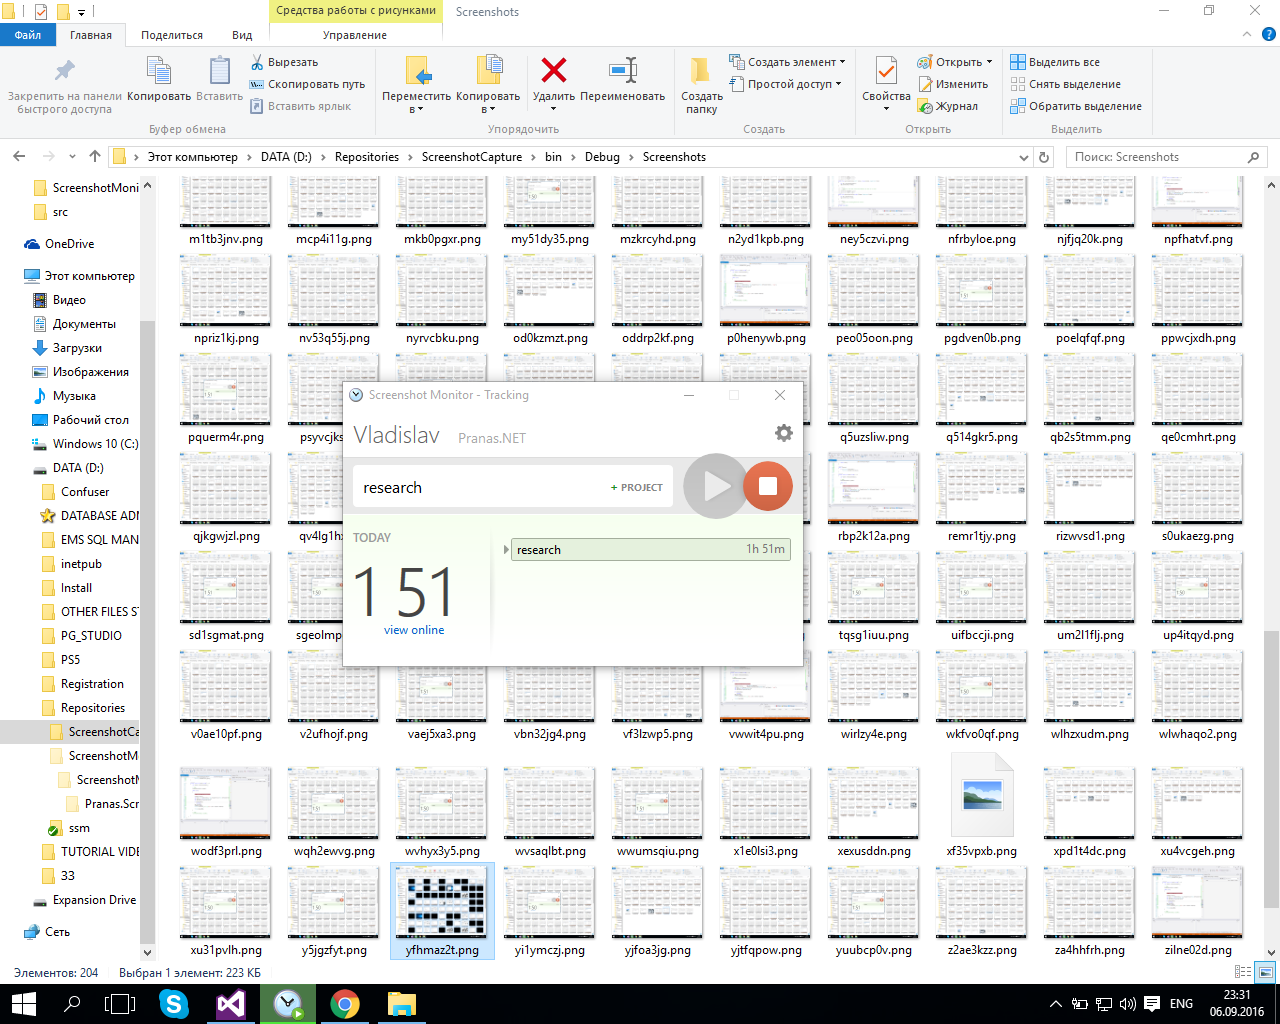 Средства работы с рисунками
Screenshots
Файл
Главная
Поделиться
Вид
Управление
Закрепить на панели быстрого доступа
Копировать
Вставить
Вырезать
Скопировать путь
Вставить ярлык
Буфер обмена
Переместить в
Копировать в
Удалить
Переименовать
Упорядочить
Создать папку
Создать элемент
Простой доступ
Создать
Свойства
Открыть
Изменить
Журнал
Открыть
Выделить все
Снять выделение
Обратить выделение
Выделить
Этот компьютер
DATA (D:)
Repositories
ScreenshotCapture
bin
Debug
Screenshots
Поиск: Screenshots
ScreenshotMoni
src
OneDrive
Этот компьютер
Видео
Документы
Загрузки
Изображения
Музыка
Рабочий стол
Windows 10 (C:)
DATA (D:)
Confuser
DATABASE ADM
EMS SQL MAN
inetpub
Install
OTHER FILES ST
PG_STUDIO
PS5
Registration
Repositories
ScreenshotCa
ScreenshotM
ScreenshotM
Pranas.Scr
ssm
TUTORIAL VIDE
33
Expansion Drive
Сеть
m1tb3jnv.png mcp4i11g.png mkb0pgxr.png my51dy35.png mzkrcyhd.png n2yd1kpb.png ney5czvi.png nfrbyloe.png njfjq20k.png npfhatvf.png
npriz1kj.png nv53q55j.png nyrvcbku.png od0kzmzt.png oddrp2kf.png p0henywb.png peo05oon.png pgdven0b.png poelqfqf.png ppwcjxdh.png
pquerm4r.png psyvcjks q5uzsliw.png q514gkr5.png qb2s5tmm.png qe0cmhrt.png
qjkgwjzl.png qv4lg1h rbp2k12a.png remr1tjy.png rizwvsd1.png s0ukaezg.png
sd1sgmat.png sgeolmp tqsg1iuu.png uifbccji.png um2l1flj.png up4itqyd.png
v0ae10pf.png v2ufhojf.png vaej5xa3.png vbn32jg4.png vf3lzwp5.png vwwit4pu.png wirlzy4e.png wkfvo0qf.png wlhzxudm.png wlwhaqo2.png
wodf3prl.png wqh2ewvg.png wvhyx3y5.png wvsaqlbt.png wwumsqiu.png x1e0lsi3.png xexusddn.png xf35vpxb.png xpd1t4dc.png xu4vcgeh.png
xu31pvlh.png y5jgzfyt.png yfhmaz2t.png yi1ymczj.png yjfoa3jg.png yjtfqpow.png yuubcp0v.png z2ae3kzz.png za4hhfrh.png zilne02d.png
Screenshot Monitor - Tracking
Vladislav Pranas.NET
research + PROJECT
TODAY
1 51
view online
research 1h 51m
Элементов: 204 Выбран 1 элемент: 223 КБ
ENG
23:31
06.09.2016